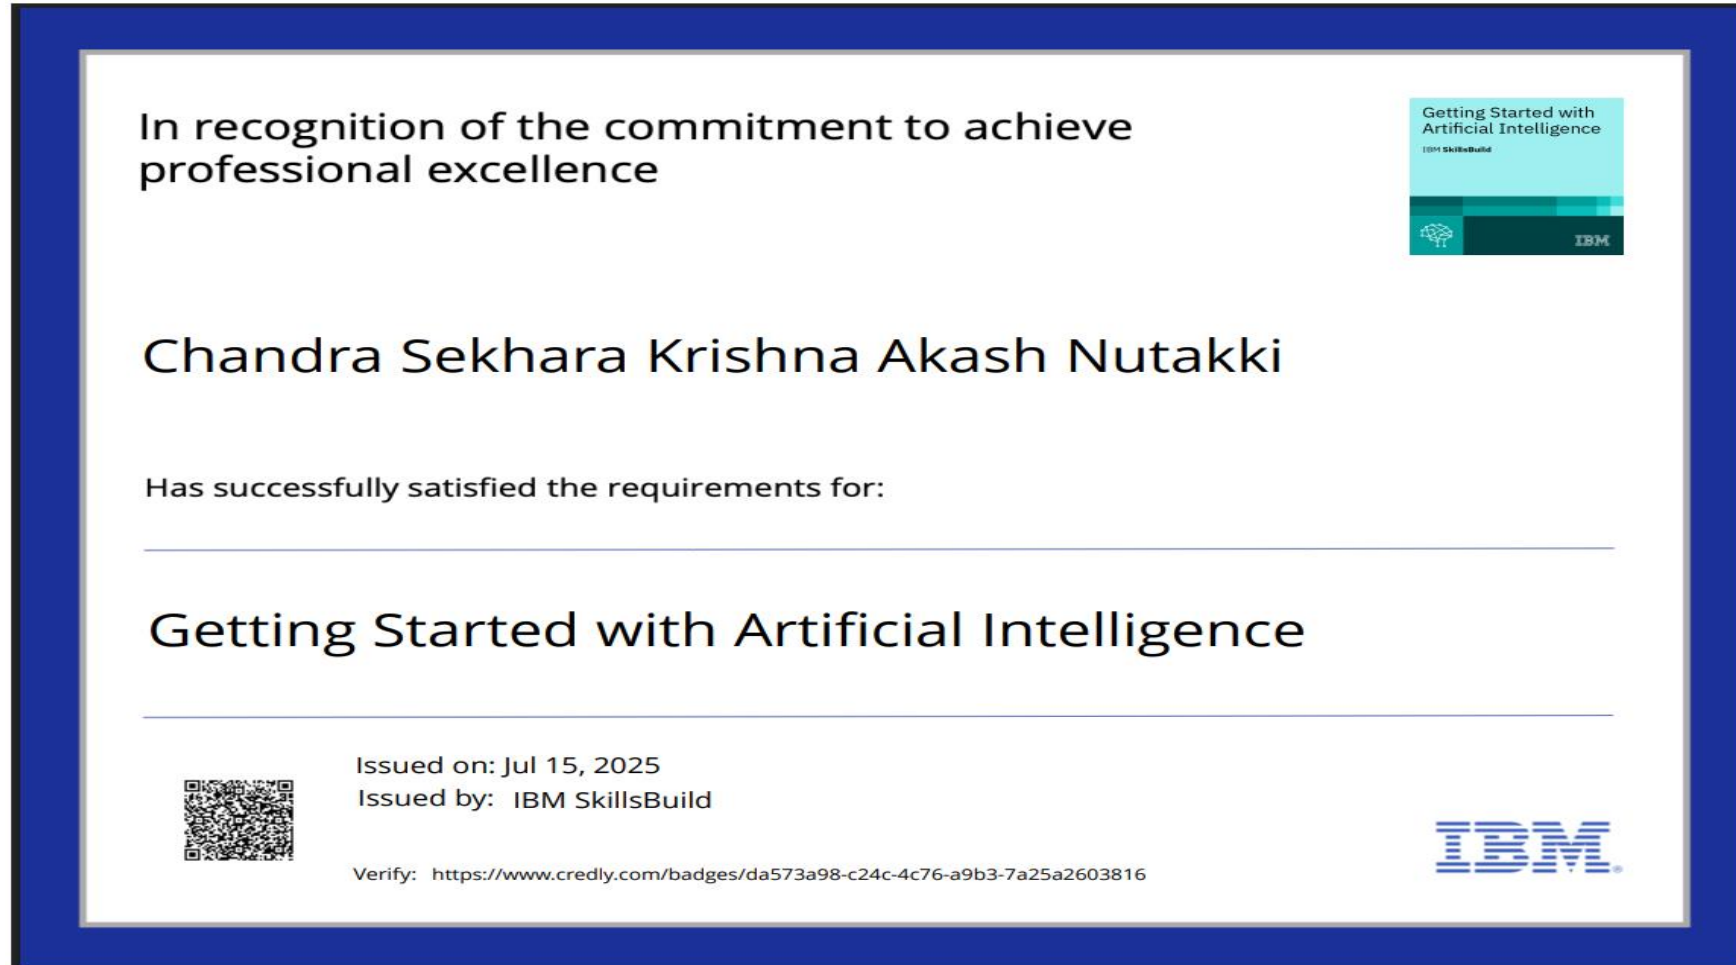 In recognition of the commitment to achieve
professional excellence
Getting Started with
Artificial Intelligence
IBM SkillsBuild
IBM
Chandra Sekhara Krishna Akash Nutakki
Has successfully satisfied the requirements for:
Getting Started with Artificial Intelligence
Issued on: Jul 15, 2025
Issued by: IBM SkillsBuild
Verify: https://www.credly.com/badges/da573a98-c24c-4c76-a9b3-7a25a2603816
IBM®